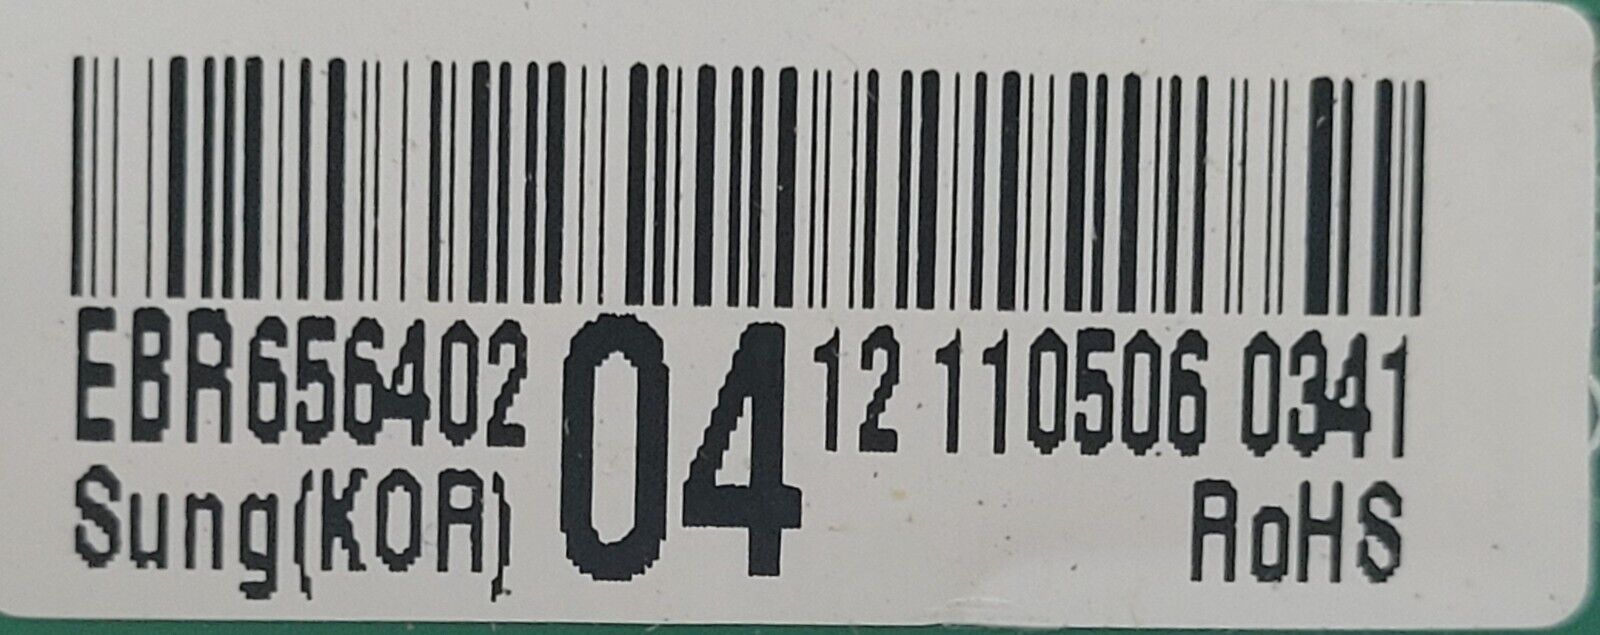 EBR656402 04 12 110506 0341
Sung(KOR) RoHS